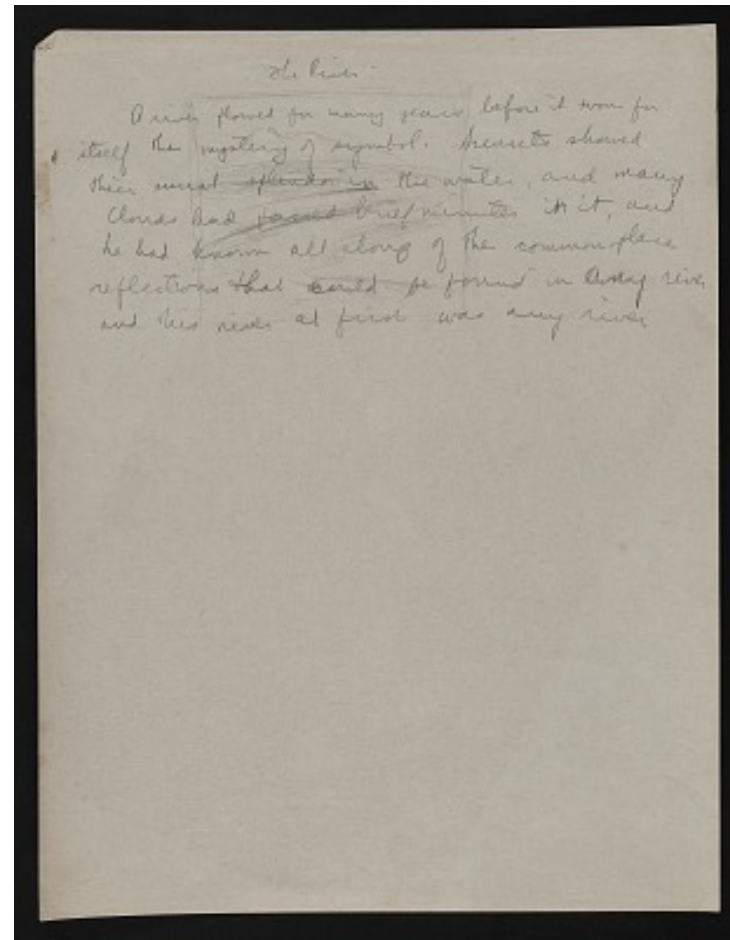 The River -
A river flowed for many years before it won for
itself the mystery of symbol. Sunsets showed
their usual splendor in the water, and many
clouds had passed brief minutes in it, and
he had known all along of the commonplace
reflections that could be found in any river
and this river at first was any river